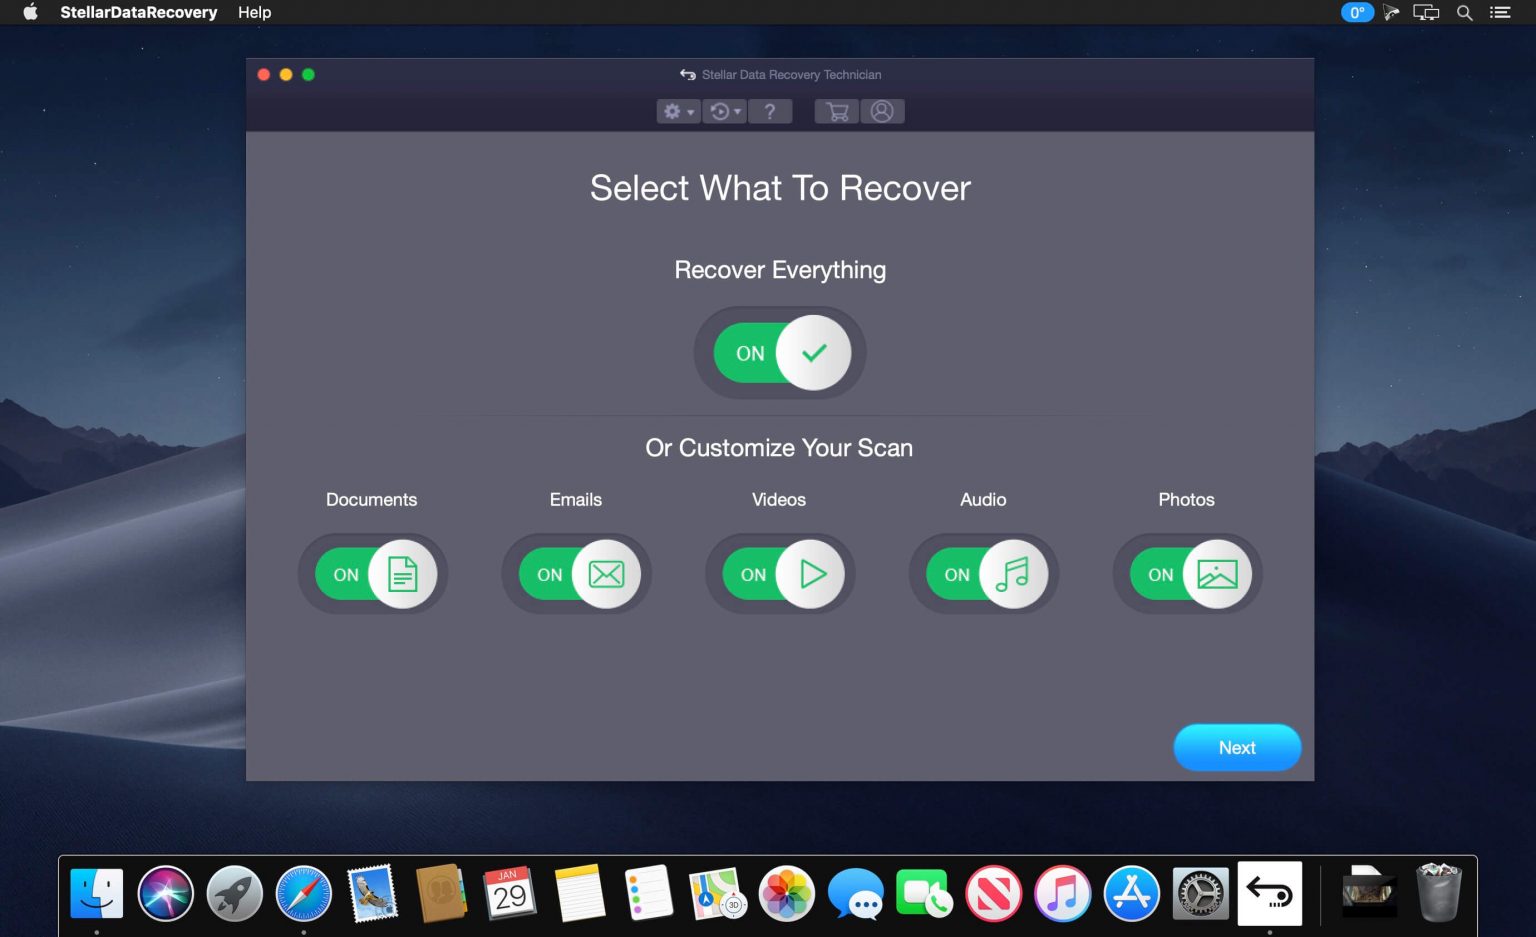 StellarDataRecovery Help 0°
Stellar Data Recovery Technician
?
Select What To Recover
Recover Everything
ON
Or Customize Your Scan
Documents Emails Videos Audio Photos
ON ON ON ON ON
Next
JAN
29
3D